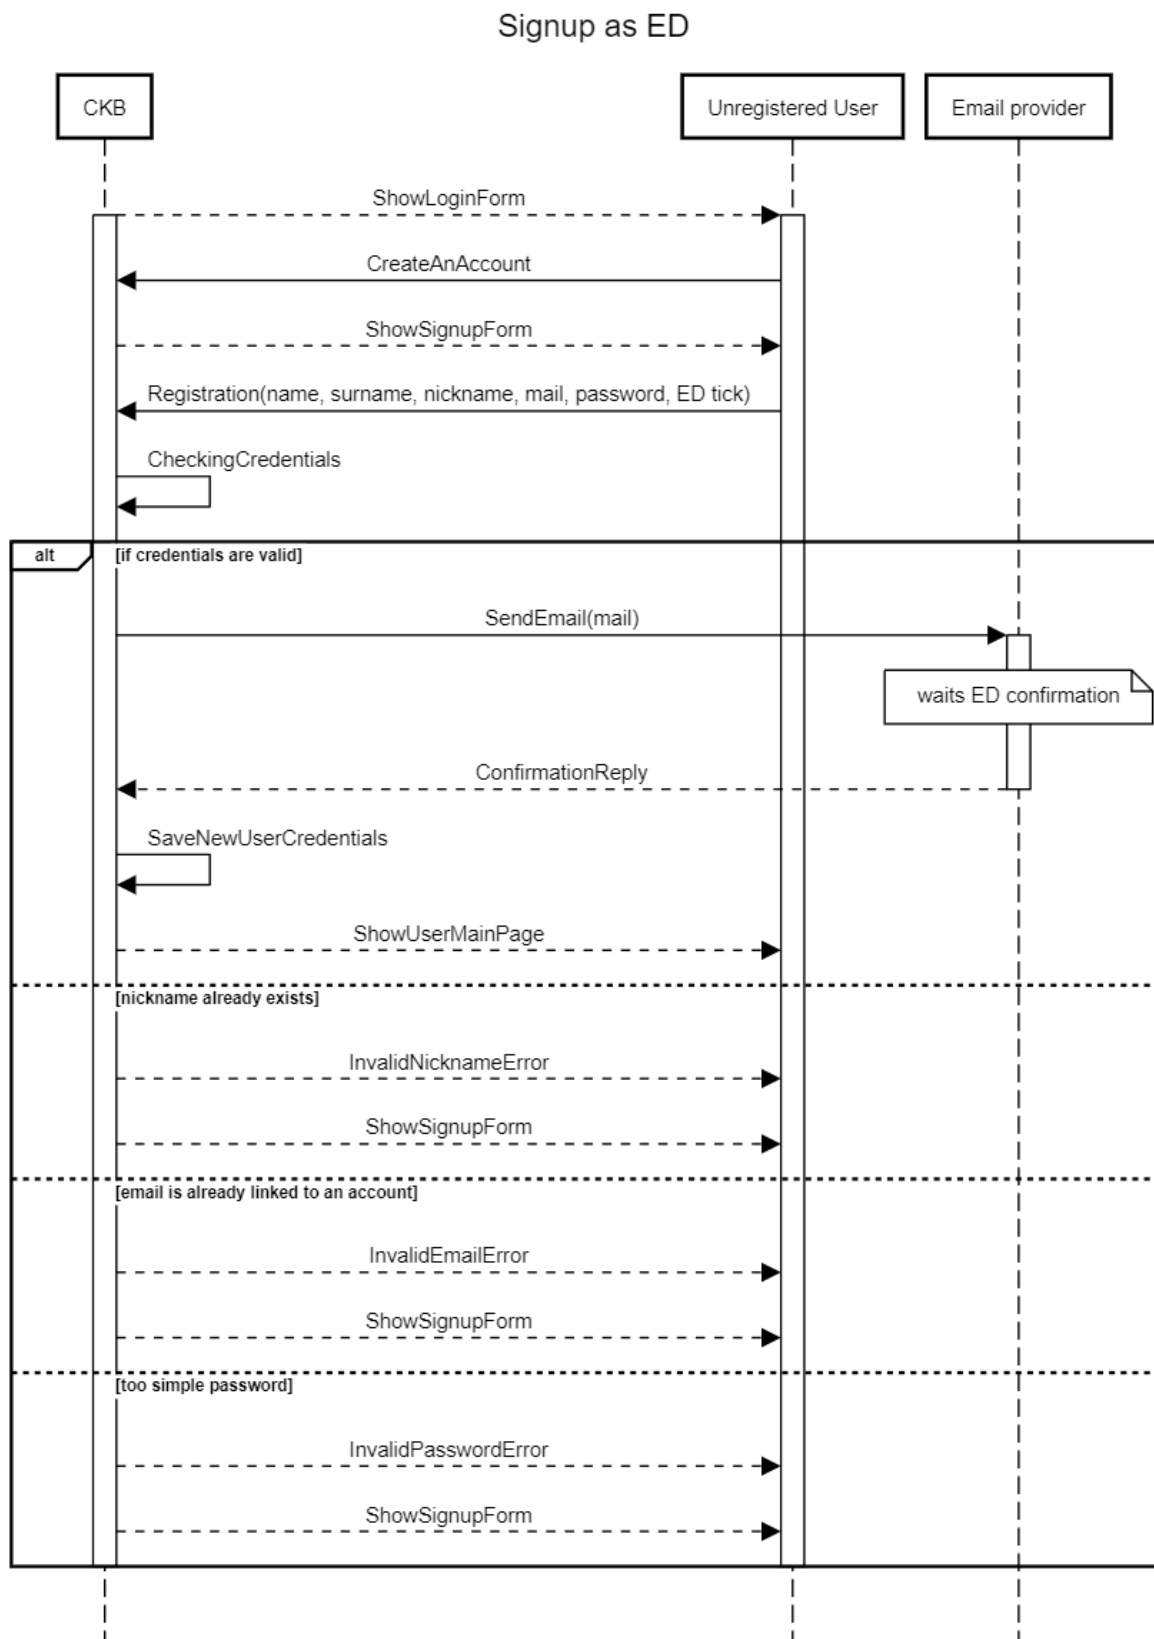 Signup as ED
CKB
Unregistered User
Email provider
ShowLoginForm
CreateAnAccount
ShowSignupForm
Registration(name, surname, nickname, mail, password, ED tick)
CheckingCredentials
alt
[if credentials are valid]
SendEmail(mail)
waits ED confirmation
ConfirmationReply
SaveNewUserCredentials
ShowUserMainPage
[nickname already exists]
InvalidNicknameError
ShowSignupForm
[email is already linked to an account]
InvalidEmailError
ShowSignupForm
[too simple password]
InvalidPasswordError
ShowSignupForm